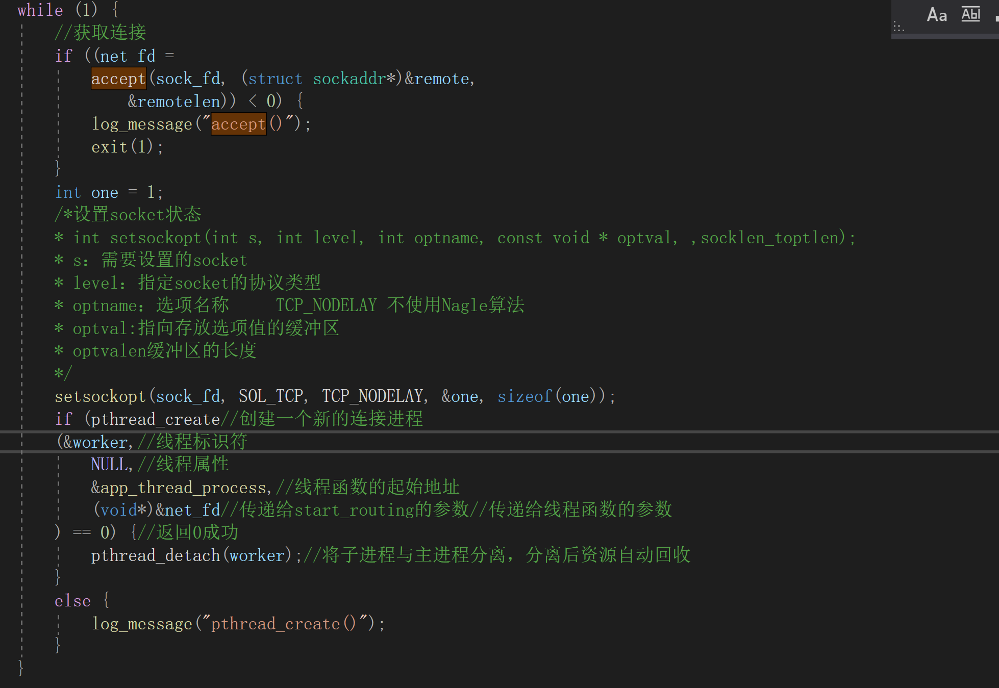 while (1) {
//获取连接
if ((net_fd =
accept(sock_fd, (struct sockaddr*)&remote,
&remotelen)) < 0) {
log_message("accept()");
exit(1);
}
int one = 1;
/*设置socket状态
* int setsockopt(int s, int level, int optname, const void * optval, ,socklen_toptlen);
* s：需要设置的socket
* level：指定socket的协议类型
* optname：选项名称     TCP_NODELAY 不使用Nagle算法
* optval:指向存放选项值的缓冲区
* optvalen缓冲区的长度
*/
setsockopt(sock_fd, SOL_TCP, TCP_NODELAY, &one, sizeof(one));
if (pthread_create//创建一个新的连接进程
(&worker,//线程标识符
NULL,//线程属性
&app_thread_process,//线程函数的起始地址
(void*)&net_fd//传递给start_routing的参数//传递给线程函数的参数
) == 0) {//返回0成功
pthread_detach(worker);//将子进程与主进程分离，分离后资源自动回收
}
else {
log_message("pthread_create()");
}
}
Aa Abl